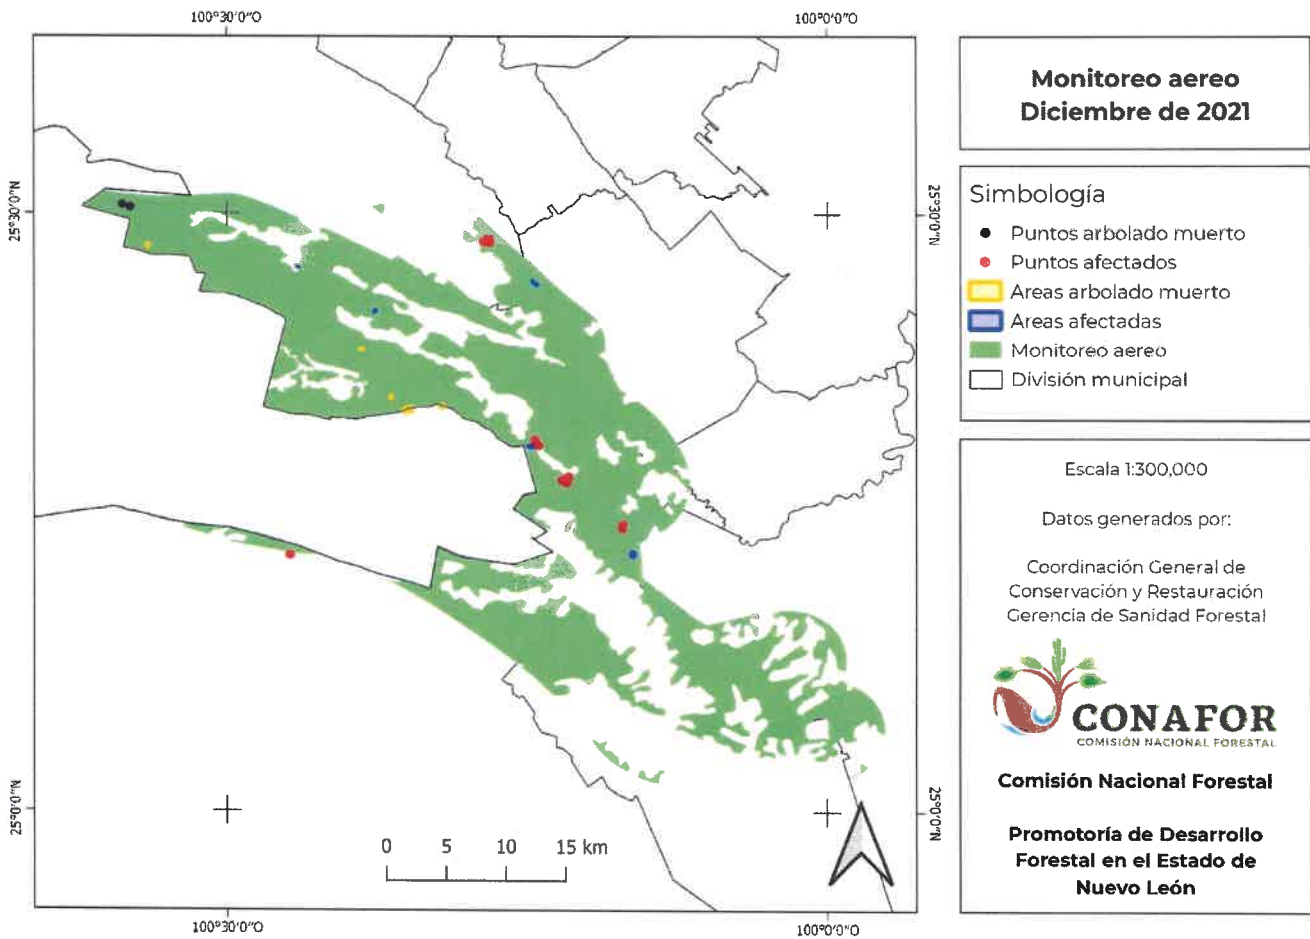 100°30'0"O
100°0'0"O
25°30'0"N
25°30'0"N
25°0'0"N
25°0'0"N
0 5 10 15 km
100°30'0"O
100°0'0"O
Monitoreo aereo
Diciembre de 2021
Simbología
Puntos arbolado muerto
Puntos afectados
Areas arbolado muerto
Areas afectadas
Monitoreo aereo
División municipal
Escala 1:300,000
Datos generados por:
Coordinación General de
Conservación y Restauración
Gerencia de Sanidad Forestal
CONAFOR
COMISIÓN NACIONAL FORESTAL
Comisión Nacional Forestal
Promotoría de Desarrollo
Forestal en el Estado de
Nuevo León